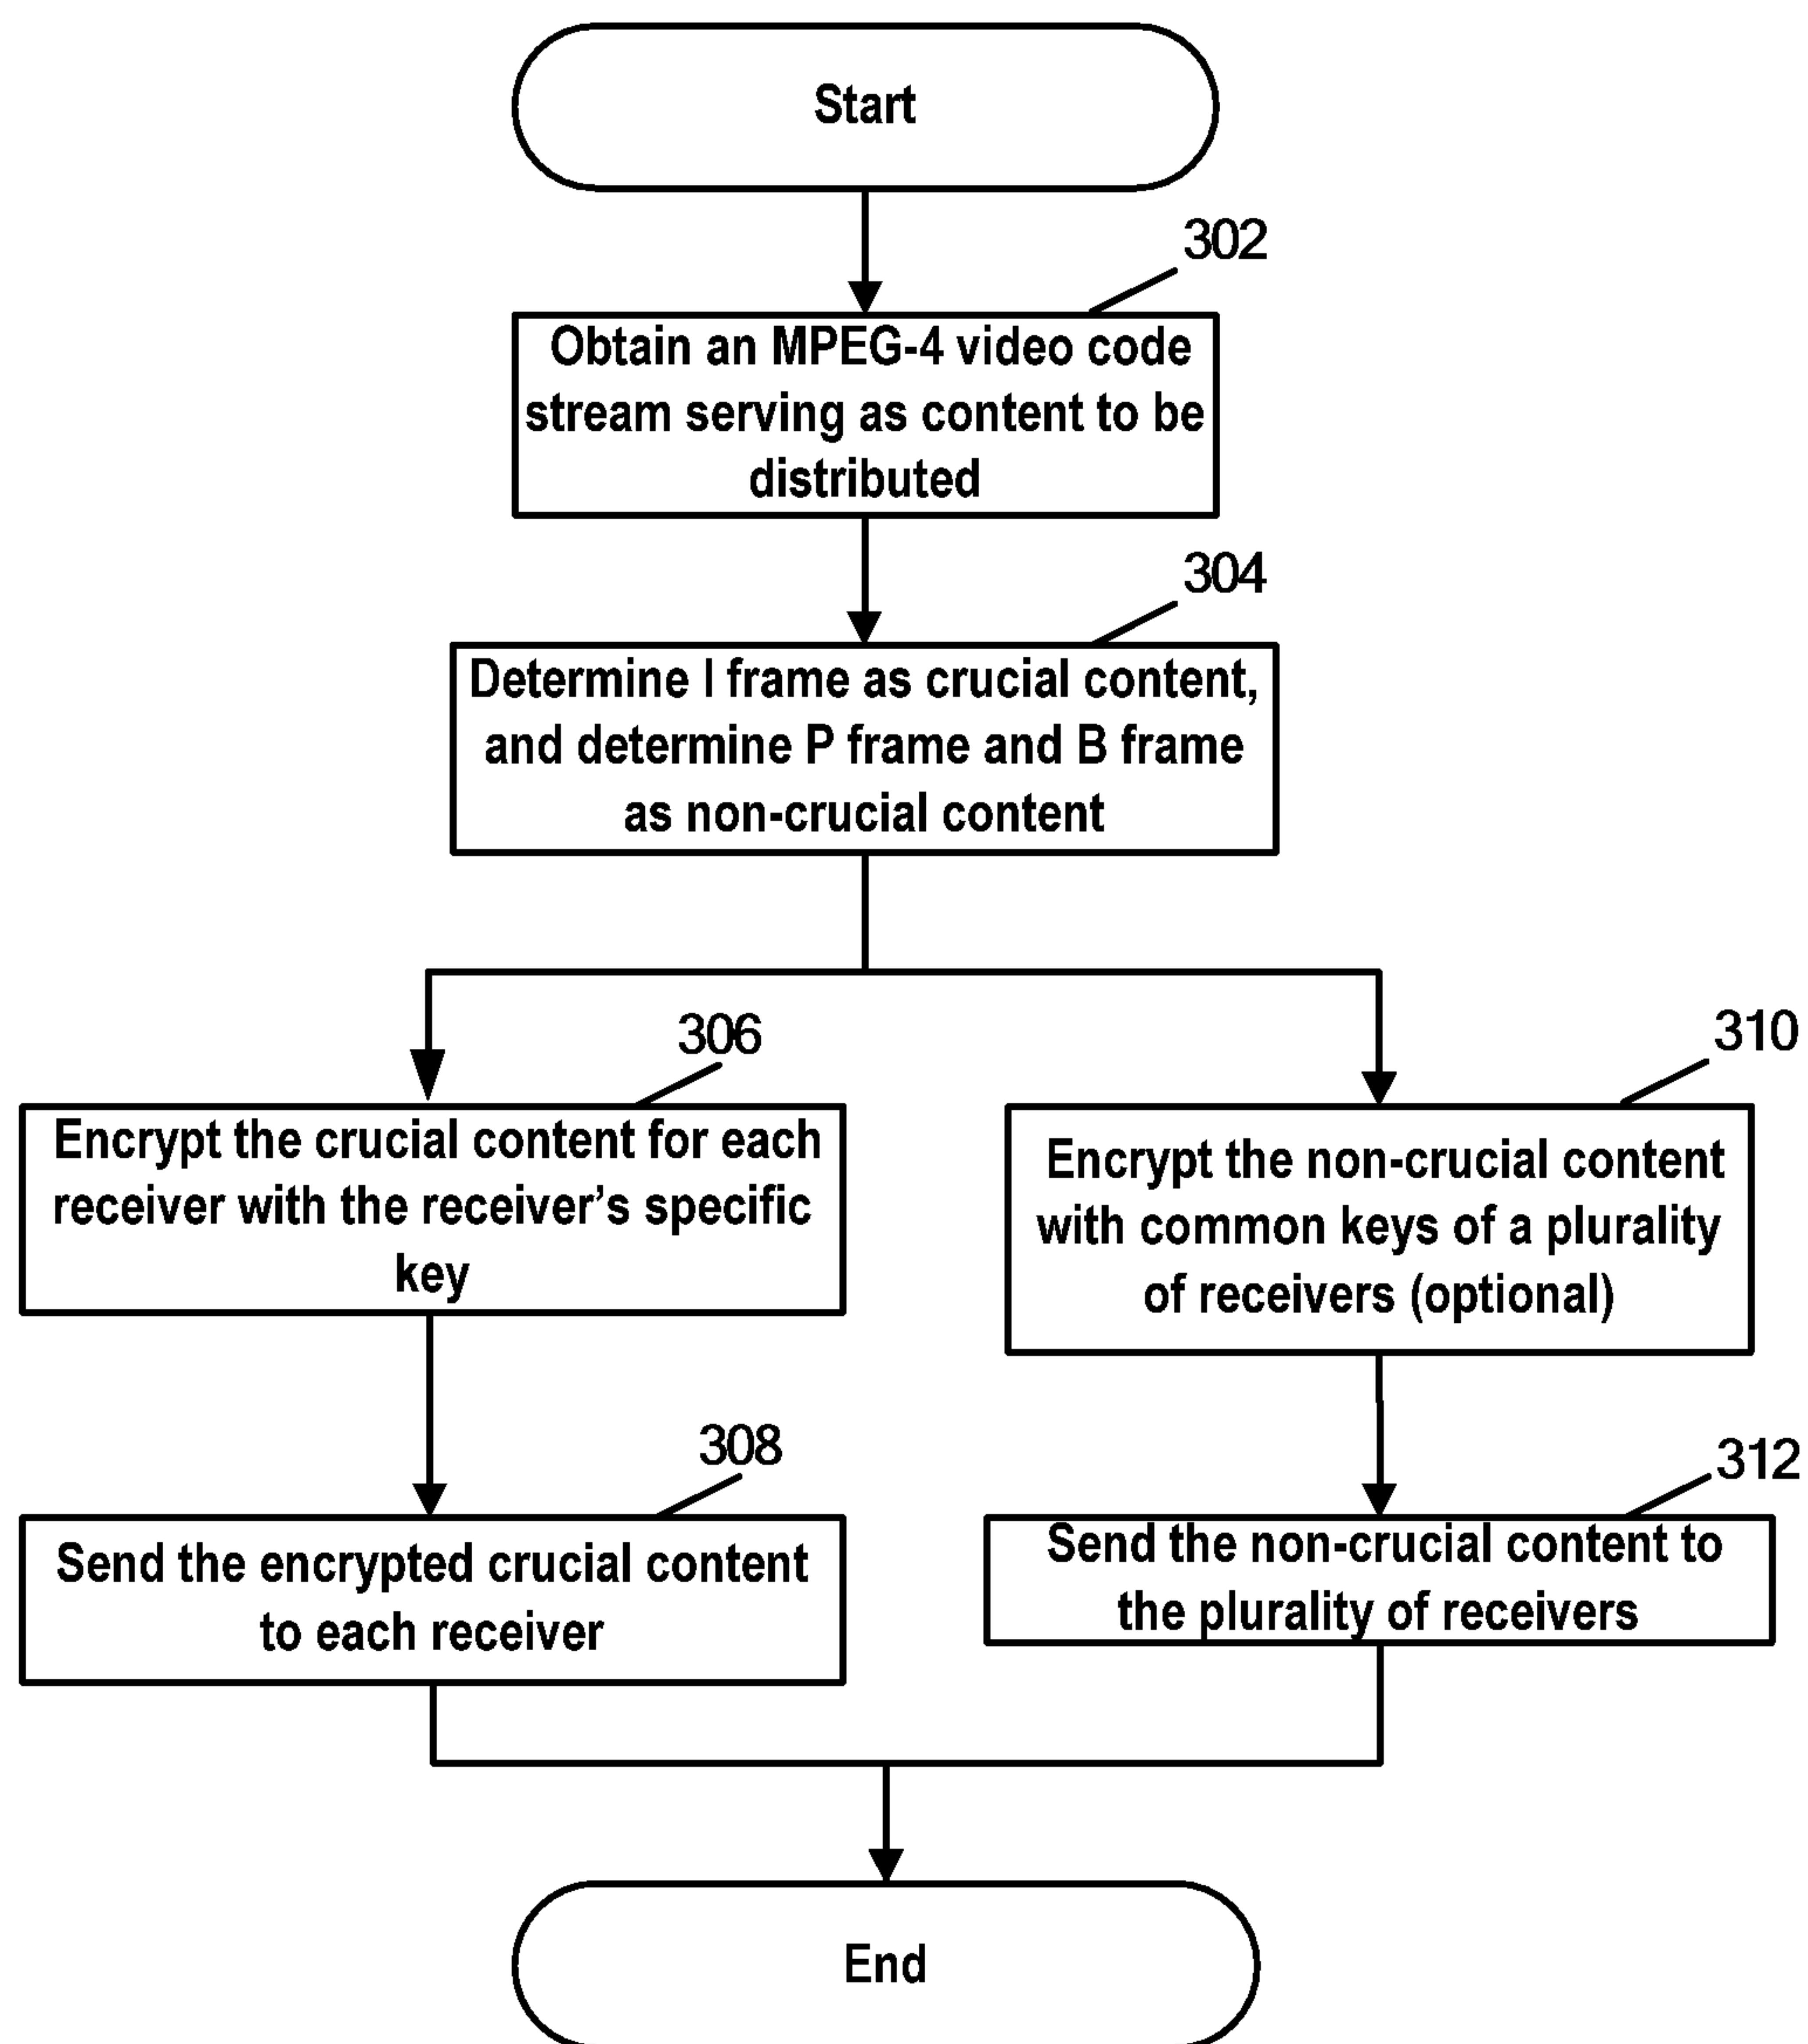 Start
302
Obtain an MPEG-4 video code
stream serving as content to be
distributed
304
Determine I frame as crucial content,
and determine P frame and B frame
as non-crucial content
306
Encrypt the crucial content for each
receiver with the receiver’s specific
key
310
Encrypt the non-crucial content
with common keys of a plurality
of receivers (optional)
308
Send the encrypted crucial content
to each receiver
312
Send the non-crucial content to
the plurality of receivers
End